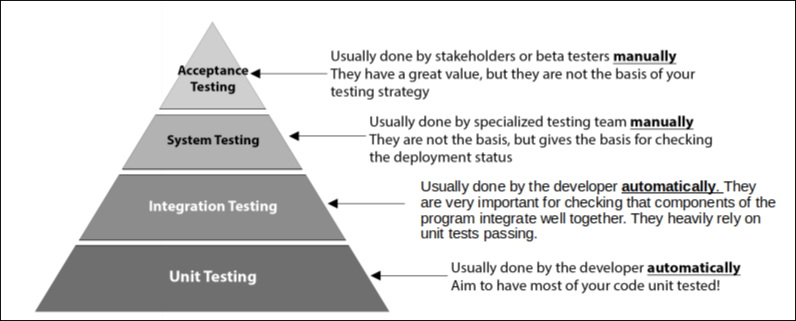 Acceptance
Testing
Usually done by stakeholders or beta testers manually
They have a great value, but they are not the basis of your
testing strategy
System Testing
Usually done by specialized testing team manually
They are not the basis, but gives the basis for checking
the deployment status
Integration Testing
Usually done by the developer automatically. They
are very important for checking that components of the
program integrate well together. They heavily rely on
unit tests passing.
Unit Testing
Usually done by the developer automatically
Aim to have most of your code unit tested!